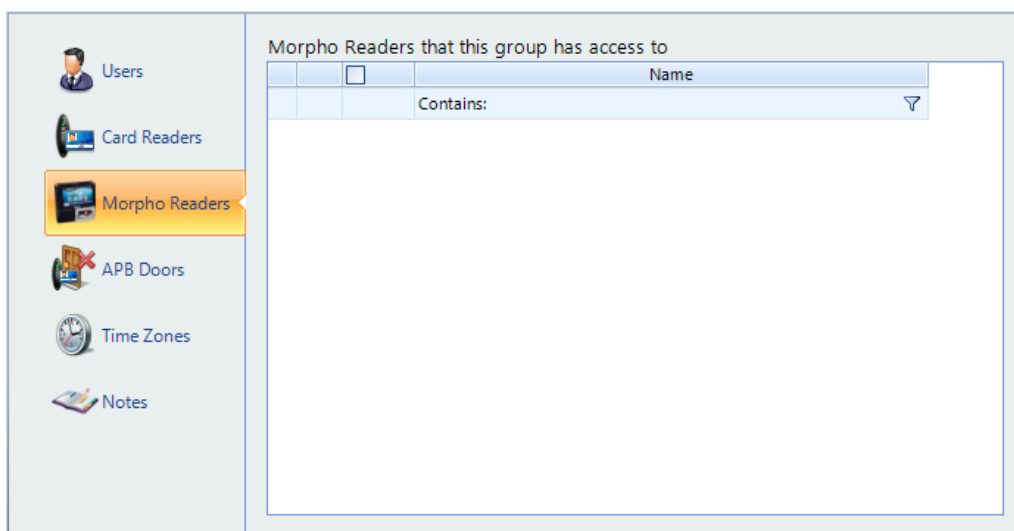 Users
Card Readers
Morpho Readers
APB Doors
Time Zones
Notes
Morpho Readers that this group has access to
Name
Contains: